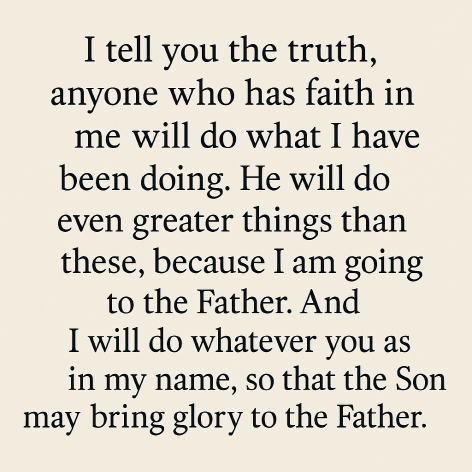 I tell you the truth,
anyone who has faith in
me will do what I have
been doing. He will do
even greater things than
these, because I am going
to the Father. And
I will do whatever you as
in my name, so that the Son
may bring glory to the Father.